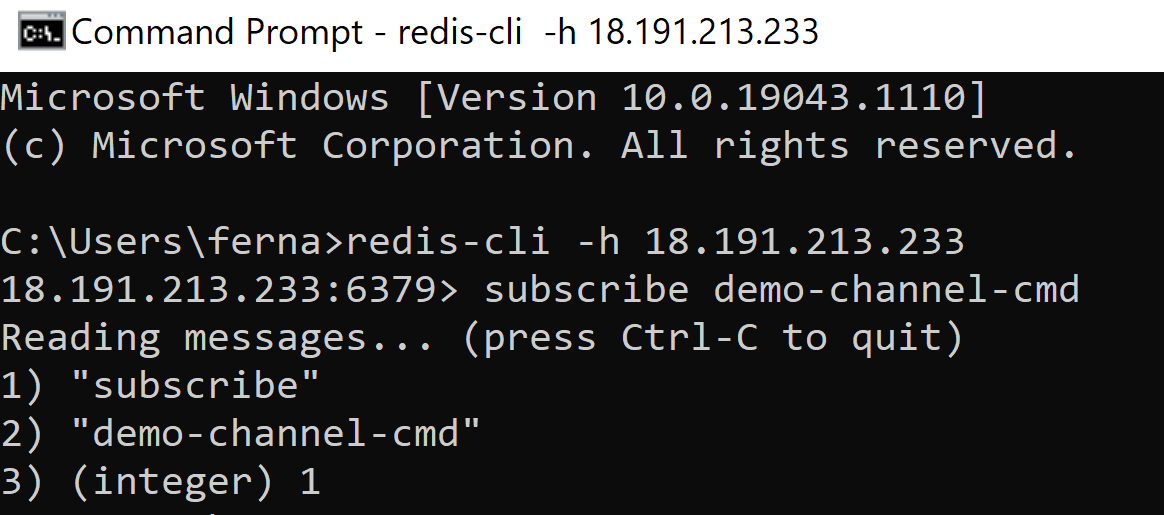 Command Prompt - redis-cli  -h 18.191.213.233
Microsoft Windows [Version 10.0.19043.1110]
(c) Microsoft Corporation. All rights reserved.
C:\Users\ferna>redis-cli -h 18.191.213.233
18.191.213.233:6379> subscribe demo-channel-cmd
Reading messages... (press Ctrl-C to quit)
1) "subscribe"
2) "demo-channel-cmd"
3) (integer) 1